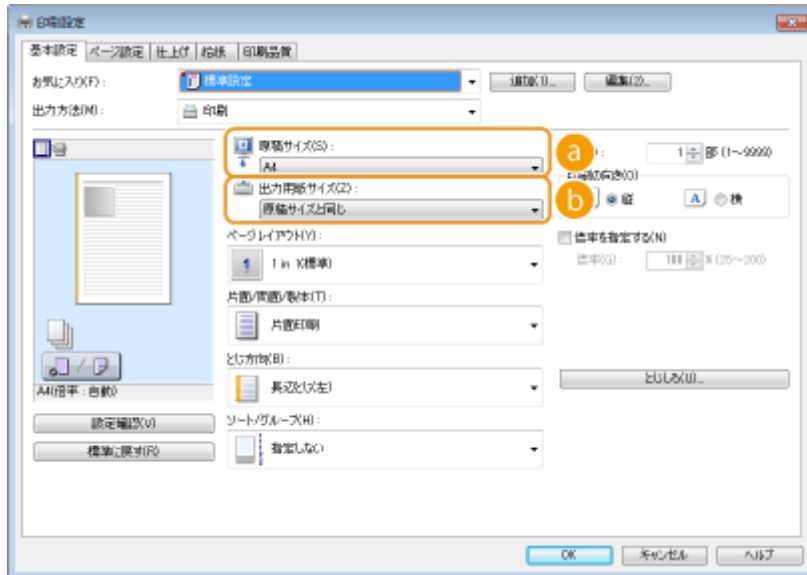 印刷設定
基本設定 ページ設定 仕上げ 給紙 印刷品質
お気に入り(F): 標準設定 追加(1)... 編集(2)...
出力方法(M): 印刷
原稿サイズ(S):
A4
a
1 部 (1～9999)
出力用紙サイズ(Z):
原稿サイズと同じ
b
印刷の向き(O)
縦 A 横
ページレイアウト(Y):
1 in 1(標準)
倍率を指定する(N)
倍率(G): 100 % (25～200)
片面/両面/製本(T):
片面印刷
とじ方向(B):
長辺とじ(左)
とじしろ(U)...
A4(倍率:自動)
設定確認(V)
ソート/グループ(H):
指定しない
標準に戻す(R)
OK キャンセル ヘルプ